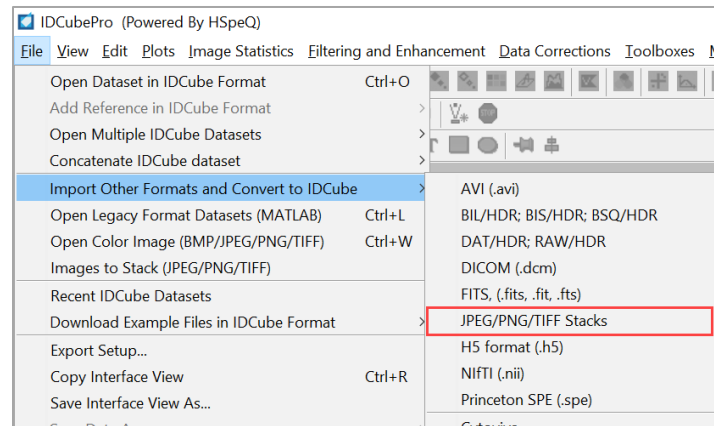 IDCubePro (Powered By HSpeQ)
File View Edit Plots Image Statistics Filtering and Enhancement Data Corrections Toolboxes
Open Dataset in IDCube Format Ctrl+O
Add Reference in IDCube Format
Open Multiple IDCube Datasets
Concatenate IDCube dataset
Import Other Formats and Convert to IDCube
Open Legacy Format Datasets (MATLAB) Ctrl+L
Open Color Image (BMP/JPEG/PNG/TIFF) Ctrl+W
Images to Stack (JPEG/PNG/TIFF)
Recent IDCube Datasets
Download Example Files in IDCube Format
Export Setup...
Copy Interface View Ctrl+R
Save Interface View As...
AVI (.avi)
BIL/HDR; BIS/HDR; BSQ/HDR
DAT/HDR; RAW/HDR
DICOM (.dcm)
FITS, (.fits, .fit, .fts)
JPEG/PNG/TIFF Stacks
H5 format (.h5)
NIfTI (.nii)
Princeton SPE (.spe)